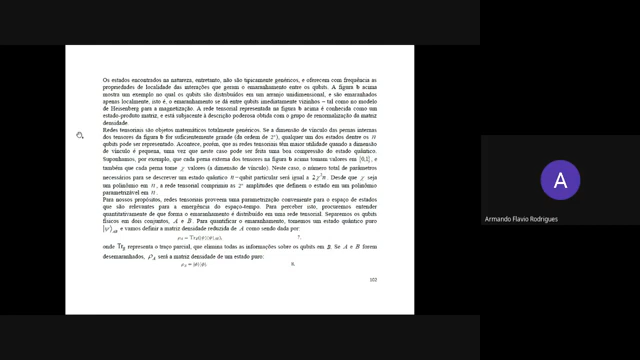 Os estados encontrados na natureza, entretanto, não são tipicamente genéricos, e oferecem com frequência as
propriedades de localidade das interações que geram o emaranhamento entre os qubits. A figura b acima
mostra um exemplo no qual os qubits são distribuídos em um arranjo unidimensional, e são emaranhados
apenas localmente, isto é, o emaranhamento se dá entre qubits imediatamente vizinhos – tal como no modelo
de Heisenberg para a magnetização. A rede tensorial representada na figura b acima é conhecida como um
estado-produto matriz, e está subjacente à descrição poderosa obtida com o grupo de renormalização da matriz
densidade.
Redes tensoriais são objetos matemáticos totalmente genéricos. Se a dimensão de vínculo das pernas internas
dos tensores da figura b for suficientemente grande (da ordem de 2ⁿ), qualquer um dos estados dentre os n
qubits pode ser representado. Acontece, porém, que as redes tensoriais têm maior utilidade quando a dimensão
de vínculo é pequena, uma vez que neste caso pode ser feita uma boa compressão do estado quântico.
Suponhamos, por exemplo, que cada perna externa dos tensores na figura b acima tomam valores em [0,1], e
também que cada perna tome χ valores (a dimensão de vínculo). Neste caso, o número total de parâmetros
necessários para se descrever um estado quântico n-qubit particular será igual a 2χ²n. Desde que χ seja
um polinômio em n, a rede tensorial comprimas as 2ⁿ amplitudes que definem o estado em um polinômio
parametrizável em n.
Para nossos propósitos, redes tensoriais proveem uma parametrização conveniente para o espaço de estados
que são relevantes para a emergência do espaço-tempo. Para perceber isto, procuremos entender
quantitativamente de que forma o emaranhamento é distribuído em uma rede tensorial. Separemos os qubits
físicos em dois conjuntos, A e B. Para quantificar o emaranhamento, tomemos um estado quântico puro
|ψ⟩AB e vamos definir a matriz densidade reduzida de A como sendo dada por:
onde TrB representa o traço parcial, que elimina todas as informações sobre os qubits em B. Se A e B forem
desemaranhados, ρA será a matriz densidade de um estado puro:
102
A
Armando Flavio Rodrigues